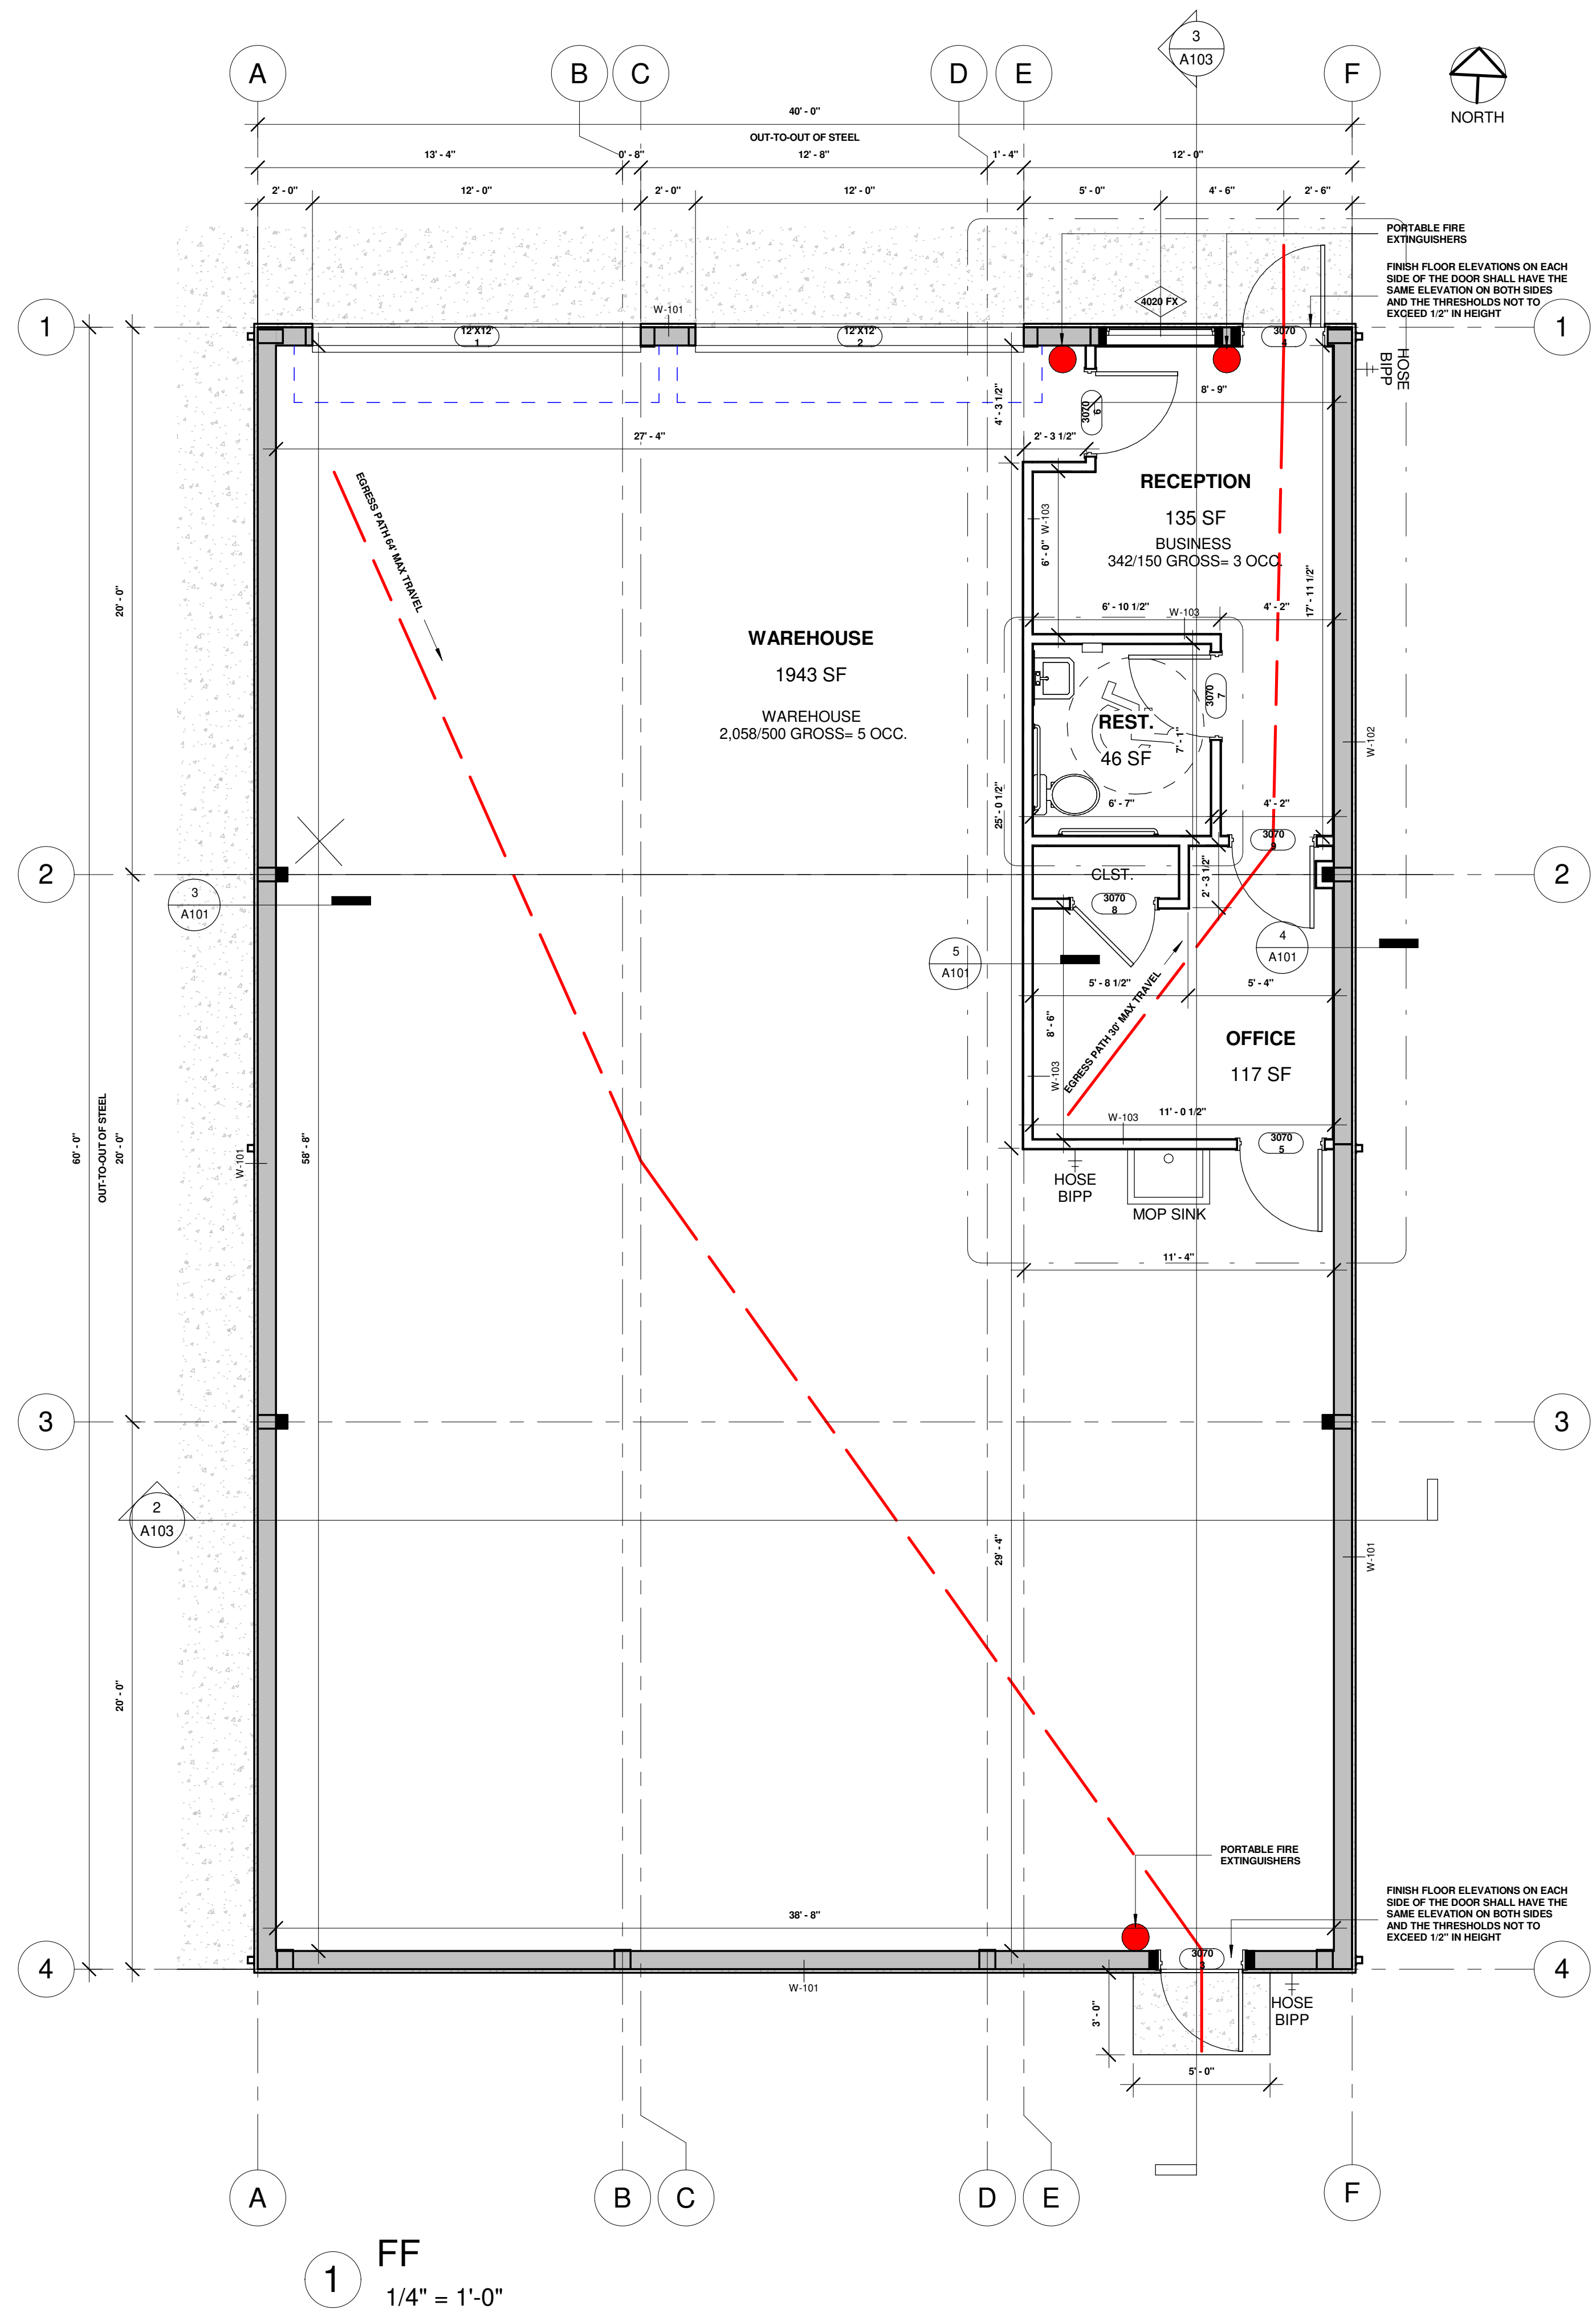 3
A103
A
B
C
D
E
F
NORTH
40' - 0"
OUT-TO-OUT OF STEEL
13' - 4"
0' - 8"
12' - 8"
1' - 4"
12' - 0"
2' - 0"
12' - 0"
2' - 0"
12' - 0"
5' - 0"
4' - 6"
2' - 6"
PORTABLE FIRE
EXTINGUISHERS
FINISH FLOOR ELEVATIONS ON EACH
SIDE OF THE DOOR SHALL HAVE THE
SAME ELEVATION ON BOTH SIDES
AND THE THRESHOLDS NOT TO
EXCEED 1/2" IN HEIGHT
4020 FX
W-101
1
1
12'X12'
1
12'X12'
2
3070
4
HOSE
BIPP
3070
6
8' - 9"
4' - 3 1/2"
27' - 4"
2' - 3 1/2"
EGRESS PATH 64' MAX TRAVEL
RECEPTION
135 SF
BUSINESS
342/150 GROSS= 3 OCC.
W-103
6' - 0"
17' - 11 1/2"
20' - 0"
6' - 10 1/2"
W-103
4' - 2"
WAREHOUSE
1943 SF
WAREHOUSE
2,058/500 GROSS= 5 OCC.
3070
7
REST.
46 SF
7' - 1"
W-102
6' - 7"
4' - 2"
25' - 0 1/2"
3070
9
2
2
CLST.
2' - 3 1/2"
3070
8
3
A101
4
A101
5
A101
5' - 8 1/2"
5' - 4"
EGRESS PATH 30' MAX TRAVEL
8' - 6"
OFFICE
117 SF
W-103
W-103
11' - 0 1/2"
3070
5
60' - 0"
OUT-TO-OUT OF STEEL
20' - 0"
W-101
58' - 8"
HOSE
BIPP
MOP SINK
11' - 4"
3
3
2
A103
29' - 4"
W-101
20' - 0"
PORTABLE FIRE
EXTINGUISHERS
FINISH FLOOR ELEVATIONS ON EACH
SIDE OF THE DOOR SHALL HAVE THE
SAME ELEVATION ON BOTH SIDES
AND THE THRESHOLDS NOT TO
EXCEED 1/2" IN HEIGHT
38' - 8"
4
4
3070
3
W-101
HOSE
BIPP
3' - 0"
5' - 0"
A
B
C
D
E
F
1
FF
1/4" = 1'-0"